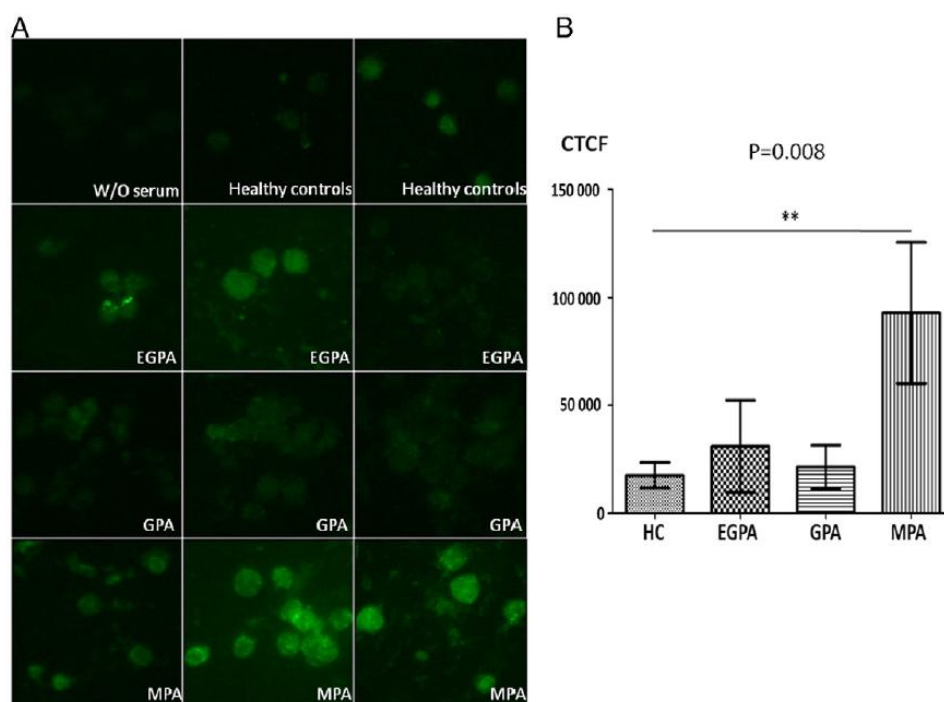 A
W/O serum
Healthy controls
Healthy controls
EGPA
EGPA
EGPA
GPA
GPA
GPA
MPA
MPA
MPA
B
CTCF
P=0.008
150 000
**
100 000
50 000
0
HC
EGPA
GPA
MPA